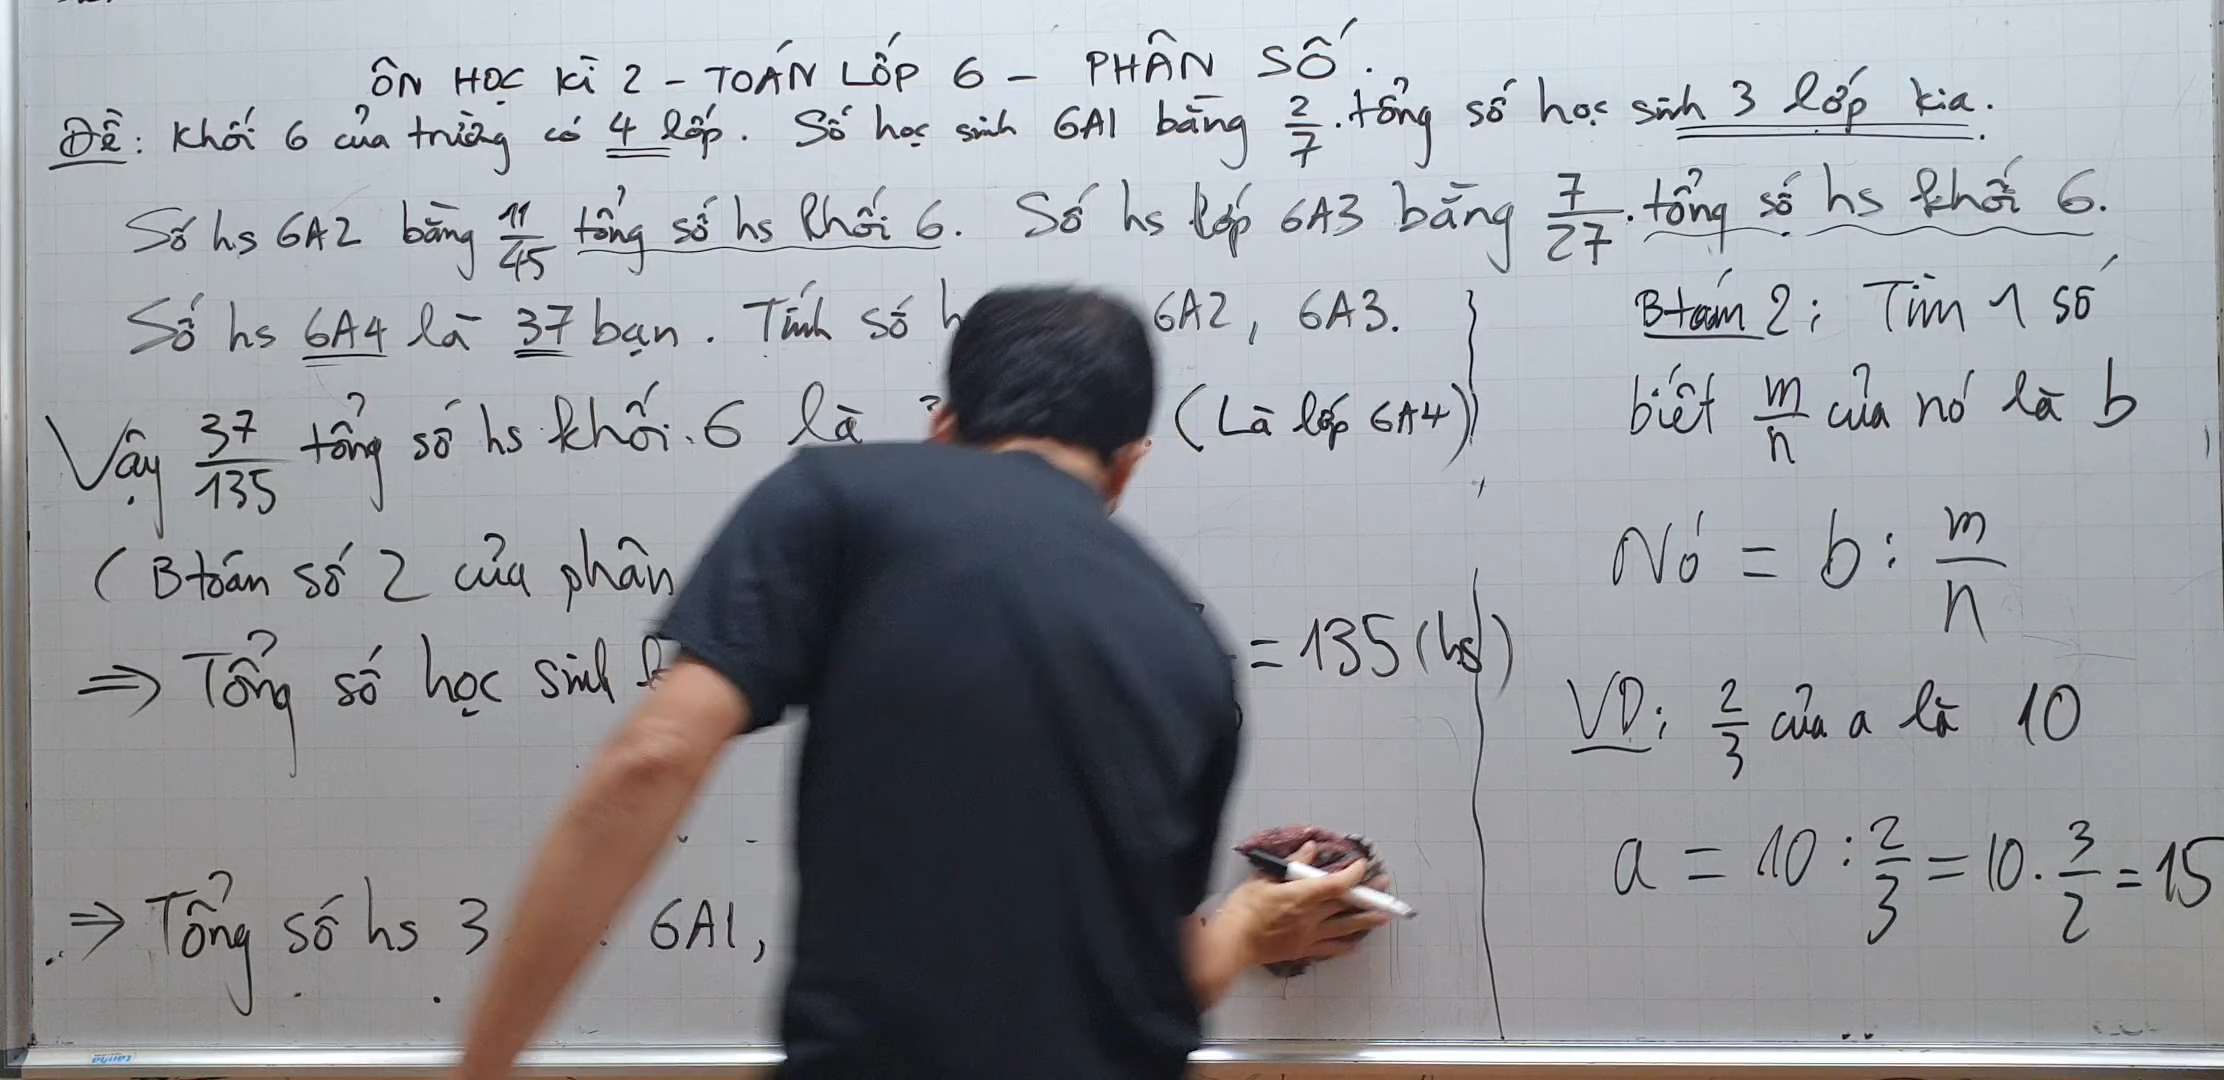 ÔN HỌC KÌ 2 - TOÁN LỚP 6 - PHÂN SỐ.
Đề: Khối 6 của trường có 4 lớp. Số học sinh 6A1 bằng 2/7 . tổng số học sinh 3 lớp kia.
Số hs 6A2 bằng 11/45 tổng số hs khối 6. Số hs lớp 6A3 bằng 7/27 . tổng số hs khối 6.
Số hs 6A4 là 37 bạn. Tính số 6A2, 6A3.
Vậy 37/135 tổng số hs khối 6 là (Là lớp 6A4)
(Btoán số 2 của phân
=> Tổng số học sinh = 135 (hs)
=> Tổng số hs 3 6A1,
Btoán 2: Tìm 1 số
biết m/n của nó là b
Nó = b : m/n
VD: 2/3 của a là 10
a = 10 : 2/3 = 10 . 3/2 = 15